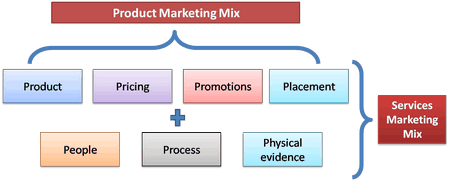 Product Marketing Mix
Product
Pricing
Promotions
Placement
Services
Marketing
Mix
People
Process
Physical
evidence